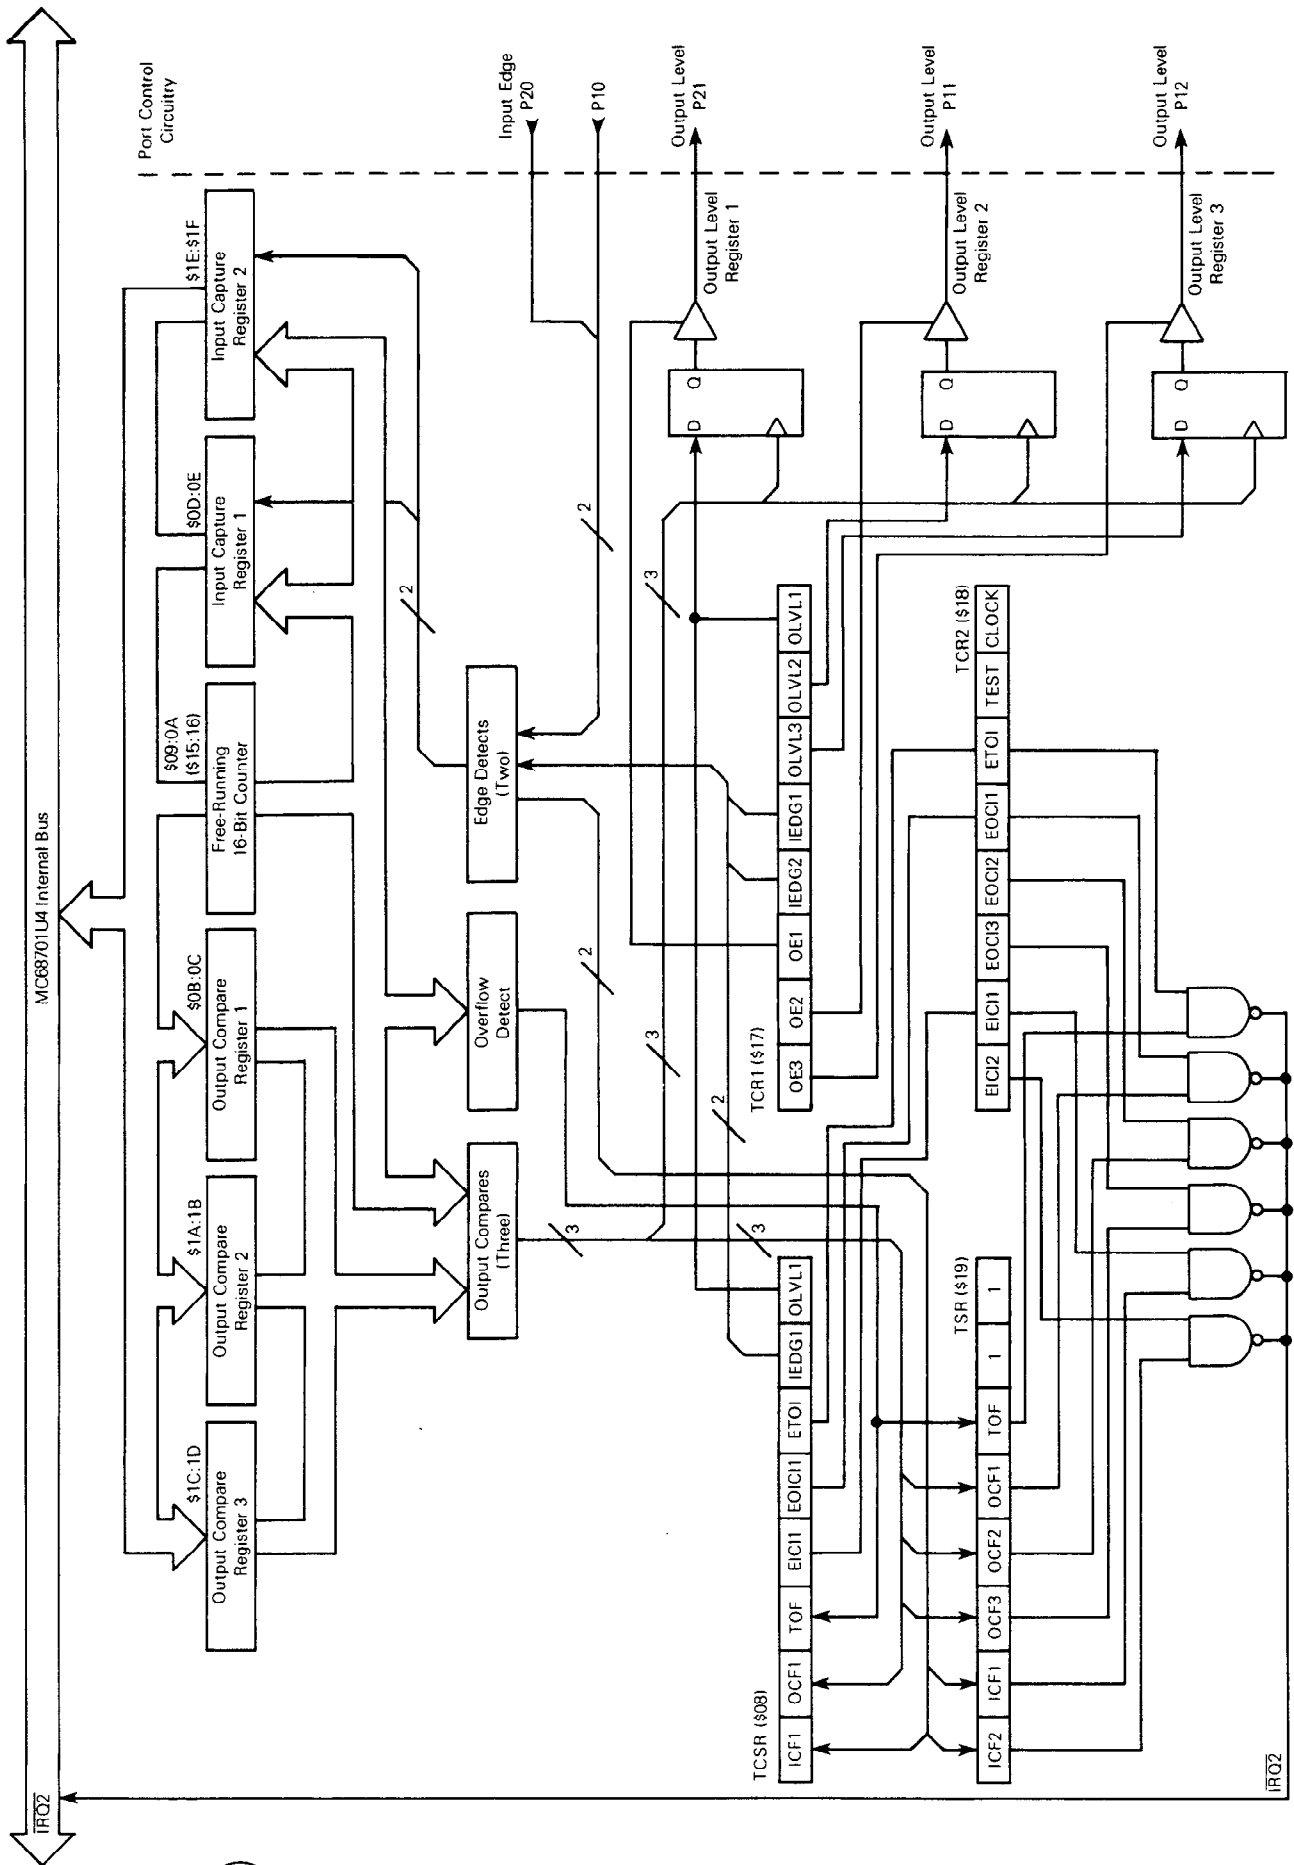 MC68701U4 Internal Bus
IRQ2
Port Control
Circuitry
$1C:1D
Output Compare
Register 3
$1A:1B
Output Compare
Register 2
$0B:0C
Output Compare
Register 1
$09:0A
($15:16)
Free-Running
16-Bit Counter
$0D:0E
Input Capture
Register 1
$1E:$1F
Input Capture
Register 2
Output Compares
(Three)
Overflow
Detect
Edge Detects
(Two)
2
2
2
2
3
3
3
3
Input Edge
P20
P10
Output Level
P21
Output Level
Register 1
D
Q
Output Level
P11
Output Level
Register 2
D
Q
Output Level
P12
Output Level
Register 3
D
Q
TCSR ($08)
ICF1 OCF1 TOF EICI1 EOICI1 ETOI IEDG1 OLVL1
TCR1 ($17)
OE3 OE2 OE1 IEDG2 IEDG1 OLVL3 OLVL2 OLVL1
TSR ($19)
ICF2 ICF1 OCF3 OCF2 OCF1 TOF 1 1
TCR2 ($18)
EICI2 EICI1 EOCI3 EOCI2 EOCI1 ETOI TEST CLOCK
IRQ2